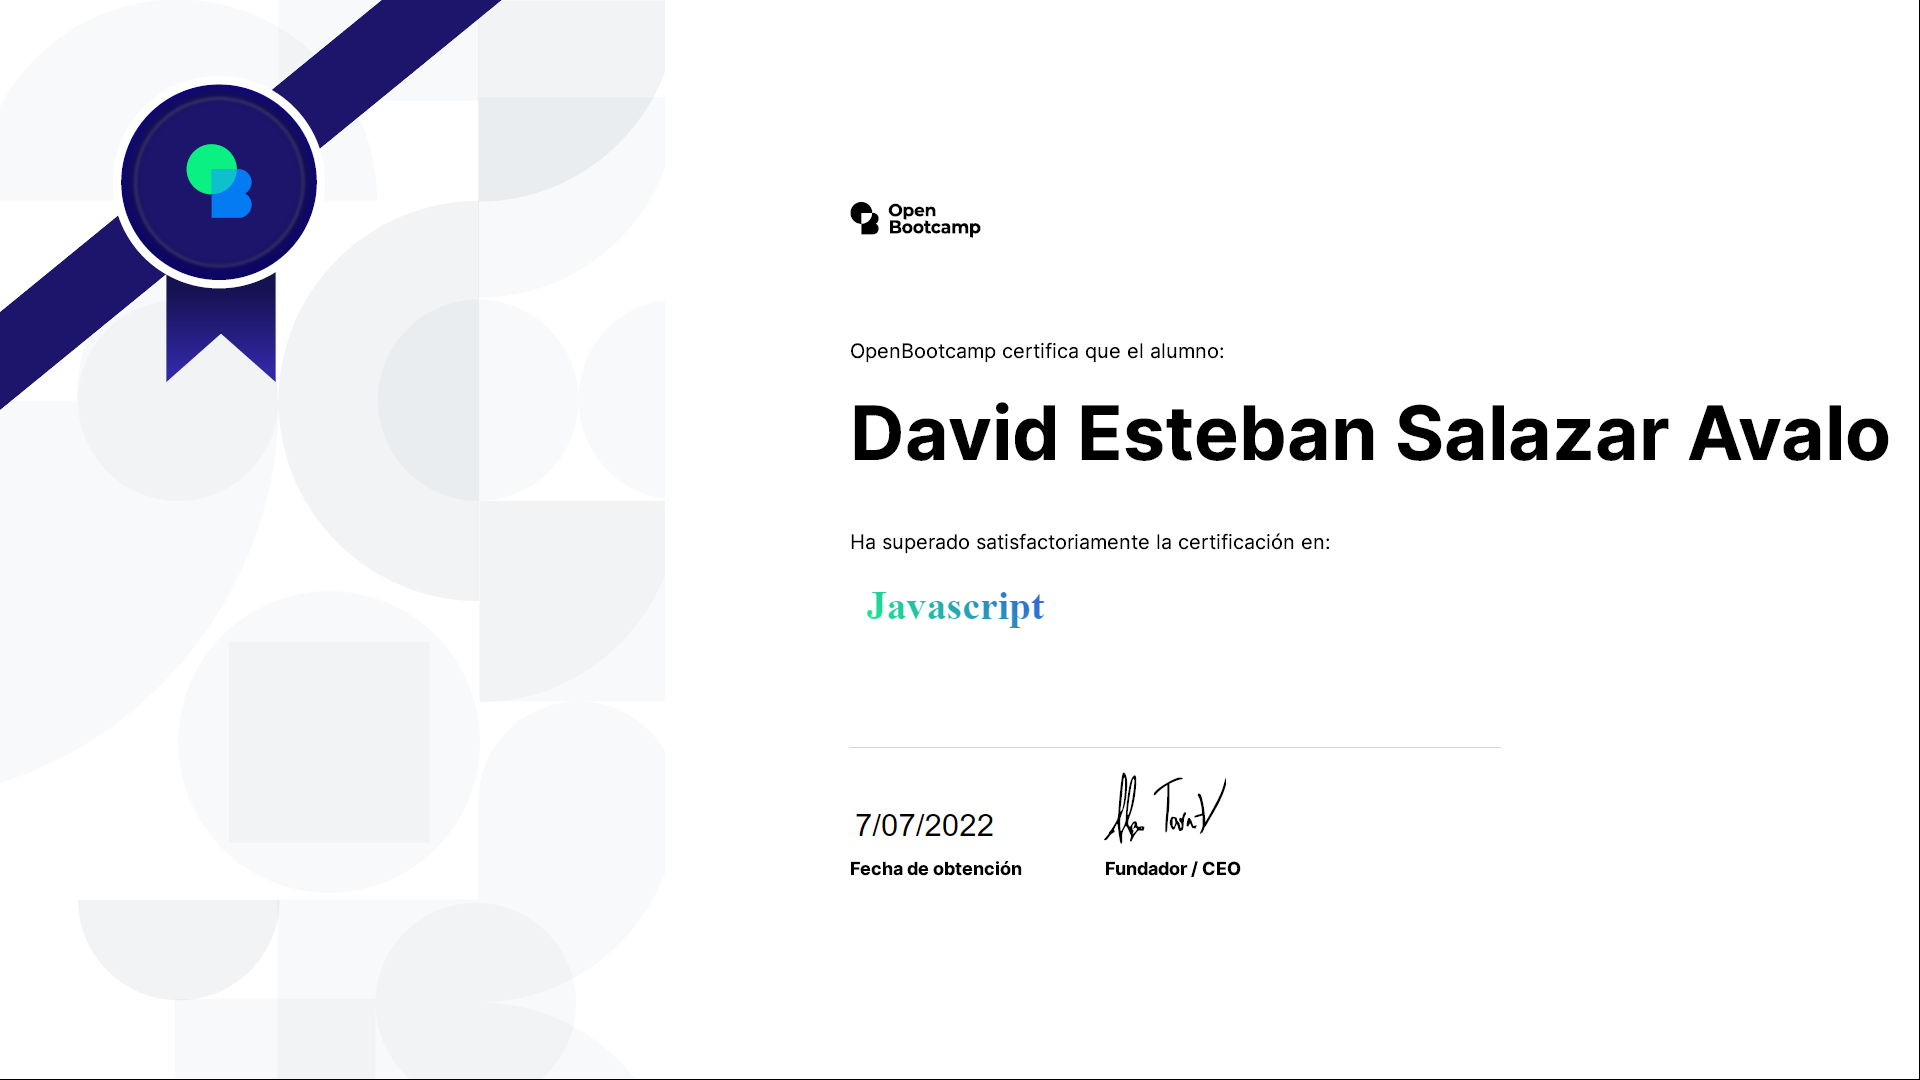 Open
Bootcamp
OpenBootcamp certifica que el alumno:
David Esteban Salazar Avalo
Ha superado satisfactoriamente la certificación en:
Javascript
7/07/2022
Fecha de obtención
Fundador / CEO